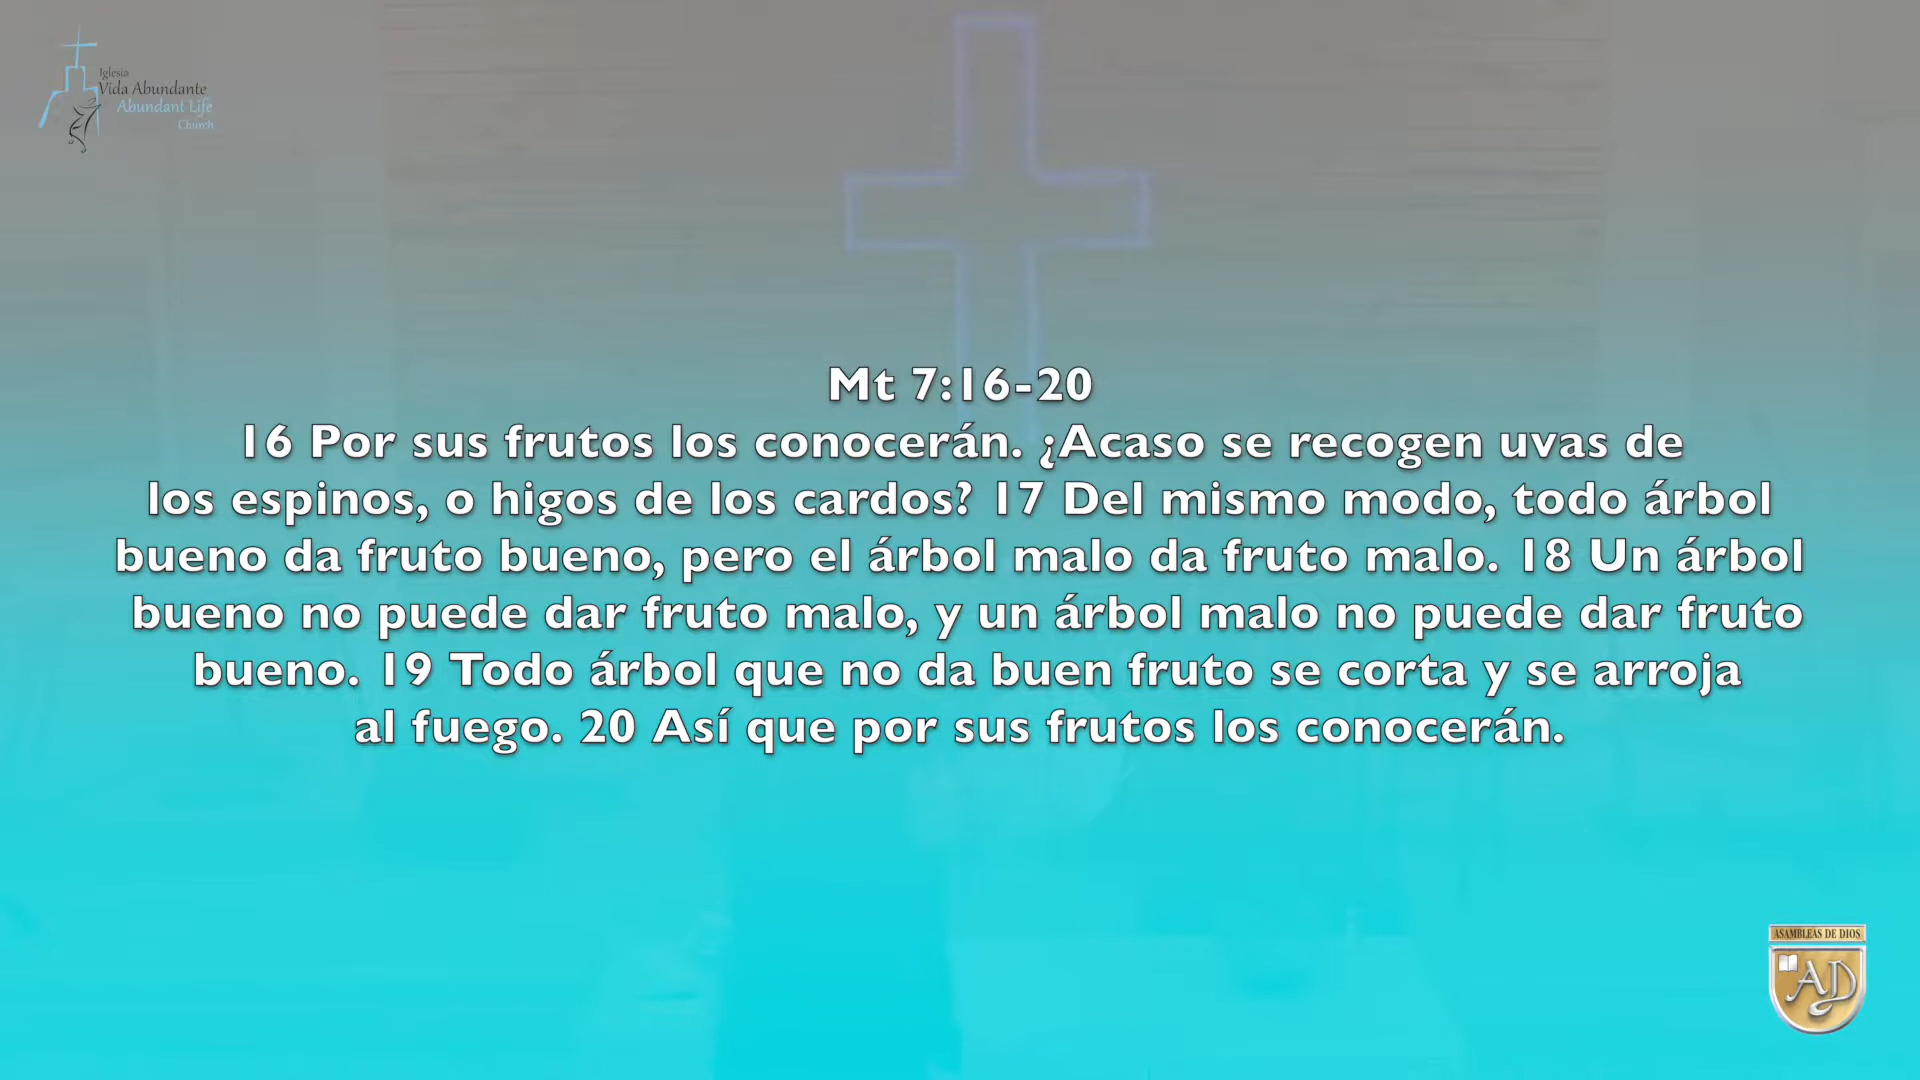 Iglesia
Vida Abundante
Abundant Life
Church
Mt 7:16-20
16 Por sus frutos los conocerán. ¿Acaso se recogen uvas de
los espinos, o higos de los cardos? 17 Del mismo modo, todo árbol
bueno da fruto bueno, pero el árbol malo da fruto malo. 18 Un árbol
bueno no puede dar fruto malo, y un árbol malo no puede dar fruto
bueno. 19 Todo árbol que no da buen fruto se corta y se arroja
al fuego. 20 Así que por sus frutos los conocerán.
ASAMBLEAS DE DIOS
AD